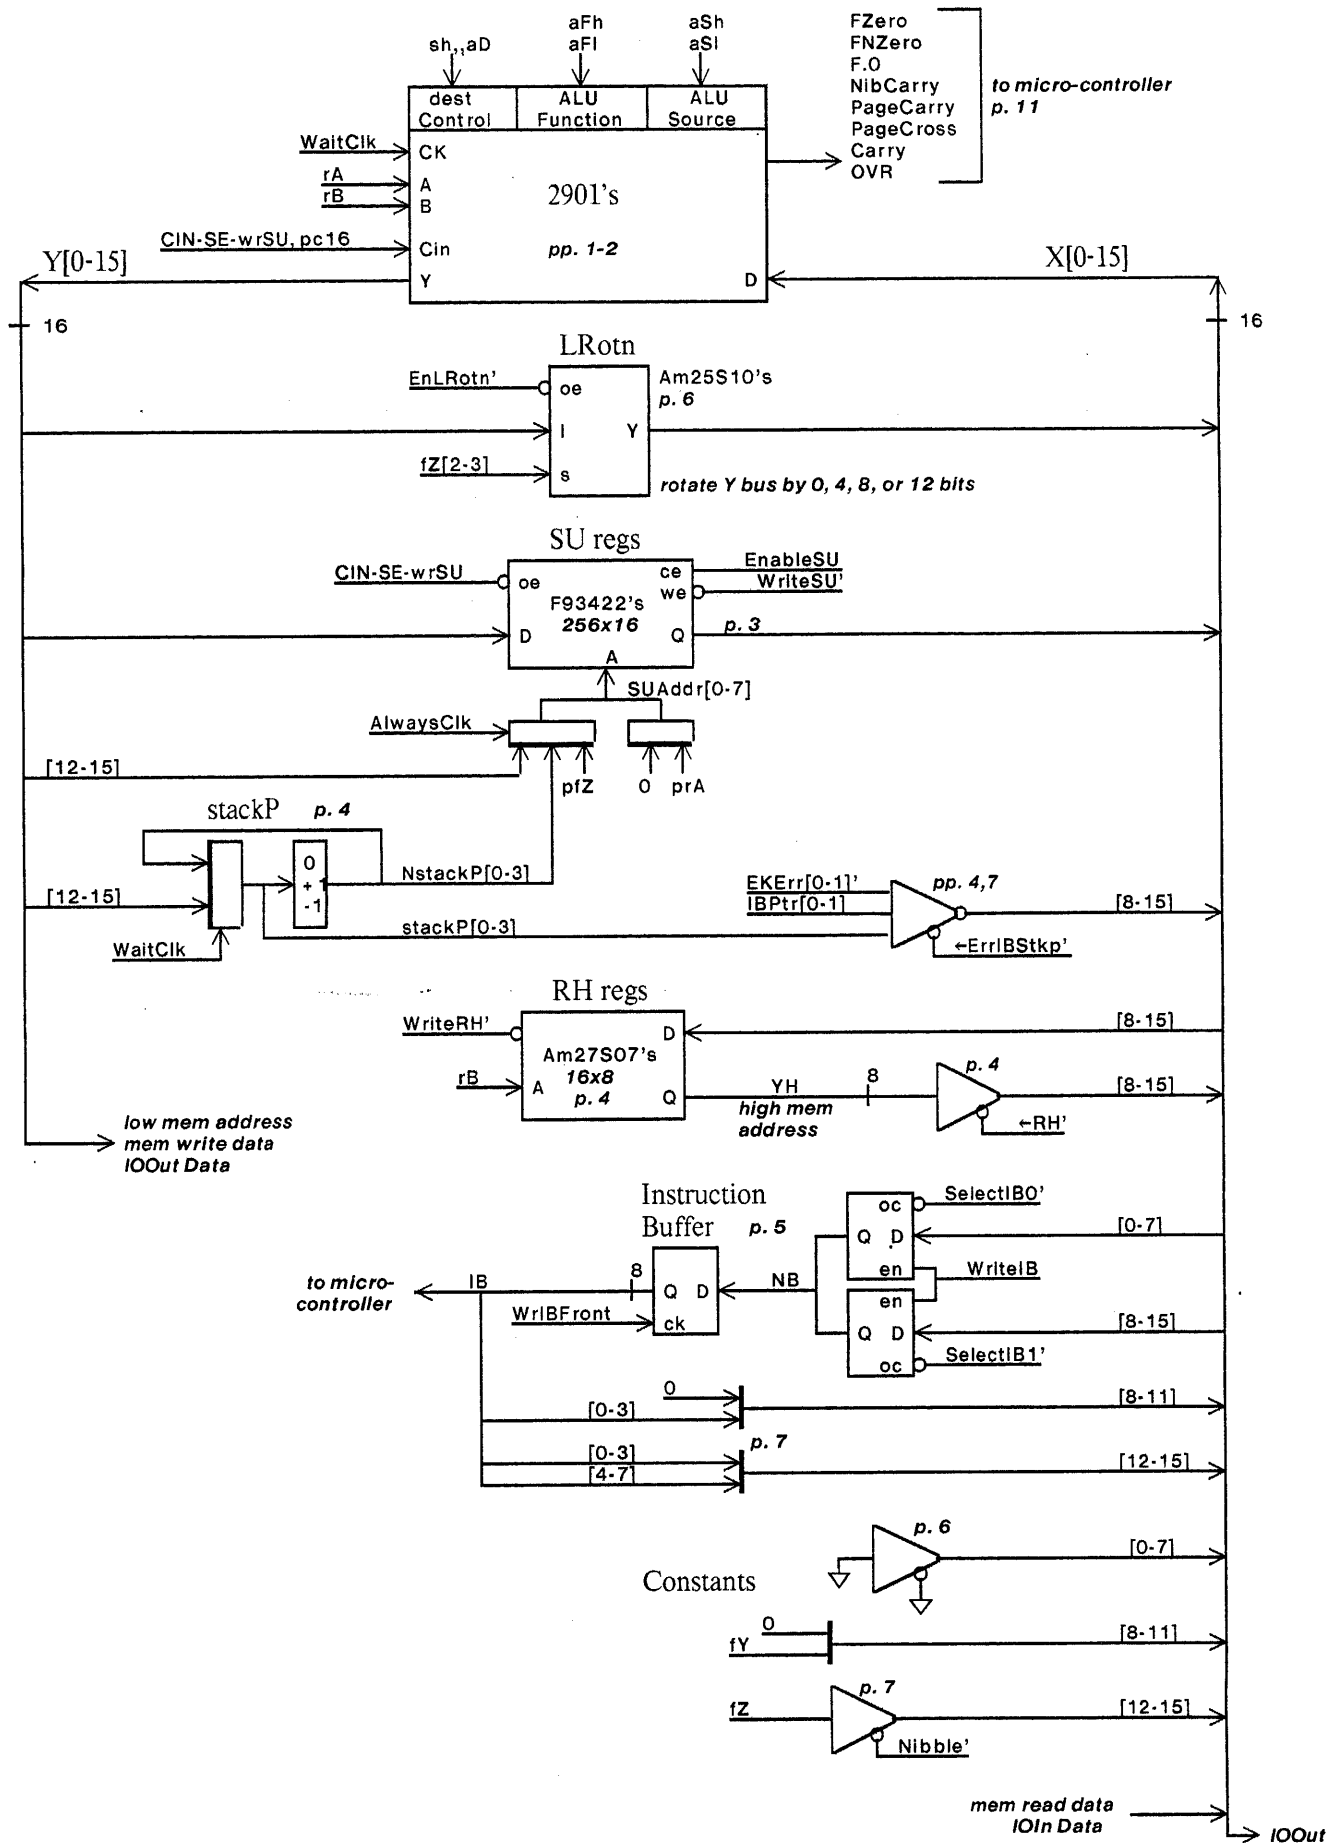 aFh
aFl
aSh
aSl
sh,,aD
FZero
FNZero
F.0
NibCarry
PageCarry
PageCross
Carry
OVR
to micro-controller
p. 11
dest
Control
ALU
Function
ALU
Source
WaitClk
CK
rA
A
rB
B
2901's
CIN-SE-wrSU, pc16
Cin
pp. 1-2
Y[0-15]
Y
D
X[0-15]
16
16
LRotn
EnLRotn'
oe
Am25S10's
p. 6
I
Y
fZ[2-3]
s
rotate Y bus by 0, 4, 8, or 12 bits
SU regs
CIN-SE-wrSU
oe
ce
EnableSU
we
WriteSU'
F93422's
256x16
D
Q
p. 3
A
SUAddr[0-7]
AlwaysClk
[12-15]
pfZ
0
prA
stackP
p. 4
0
+ 1
-1
NstackP[0-3]
[12-15]
stackP[0-3]
WaitClk
EKErr[0-1]'
IBPtr[0-1]
pp. 4,7
[8-15]
←ErrIBStkp'
RH regs
WriteRH'
D
[8-15]
Am27S07's
16x8
p. 4
rB
A
Q
YH
high mem
address
8
p. 4
[8-15]
←RH'
low mem address
mem write data
IOOut Data
Instruction
Buffer
p. 5
oc
SelectIB0'
Q
D
[0-7]
en
WriteIB
to micro-
controller
IB
8
Q
D
NB
WrIBFront
ck
en
Q
D
[8-15]
oc
SelectIB1'
0
[0-3]
[8-11]
p. 7
[0-3]
[4-7]
[12-15]
p. 6
[0-7]
Constants
0
fY
[8-11]
p. 7
fZ
[12-15]
Nibble'
mem read data
IOIn Data
IOOut